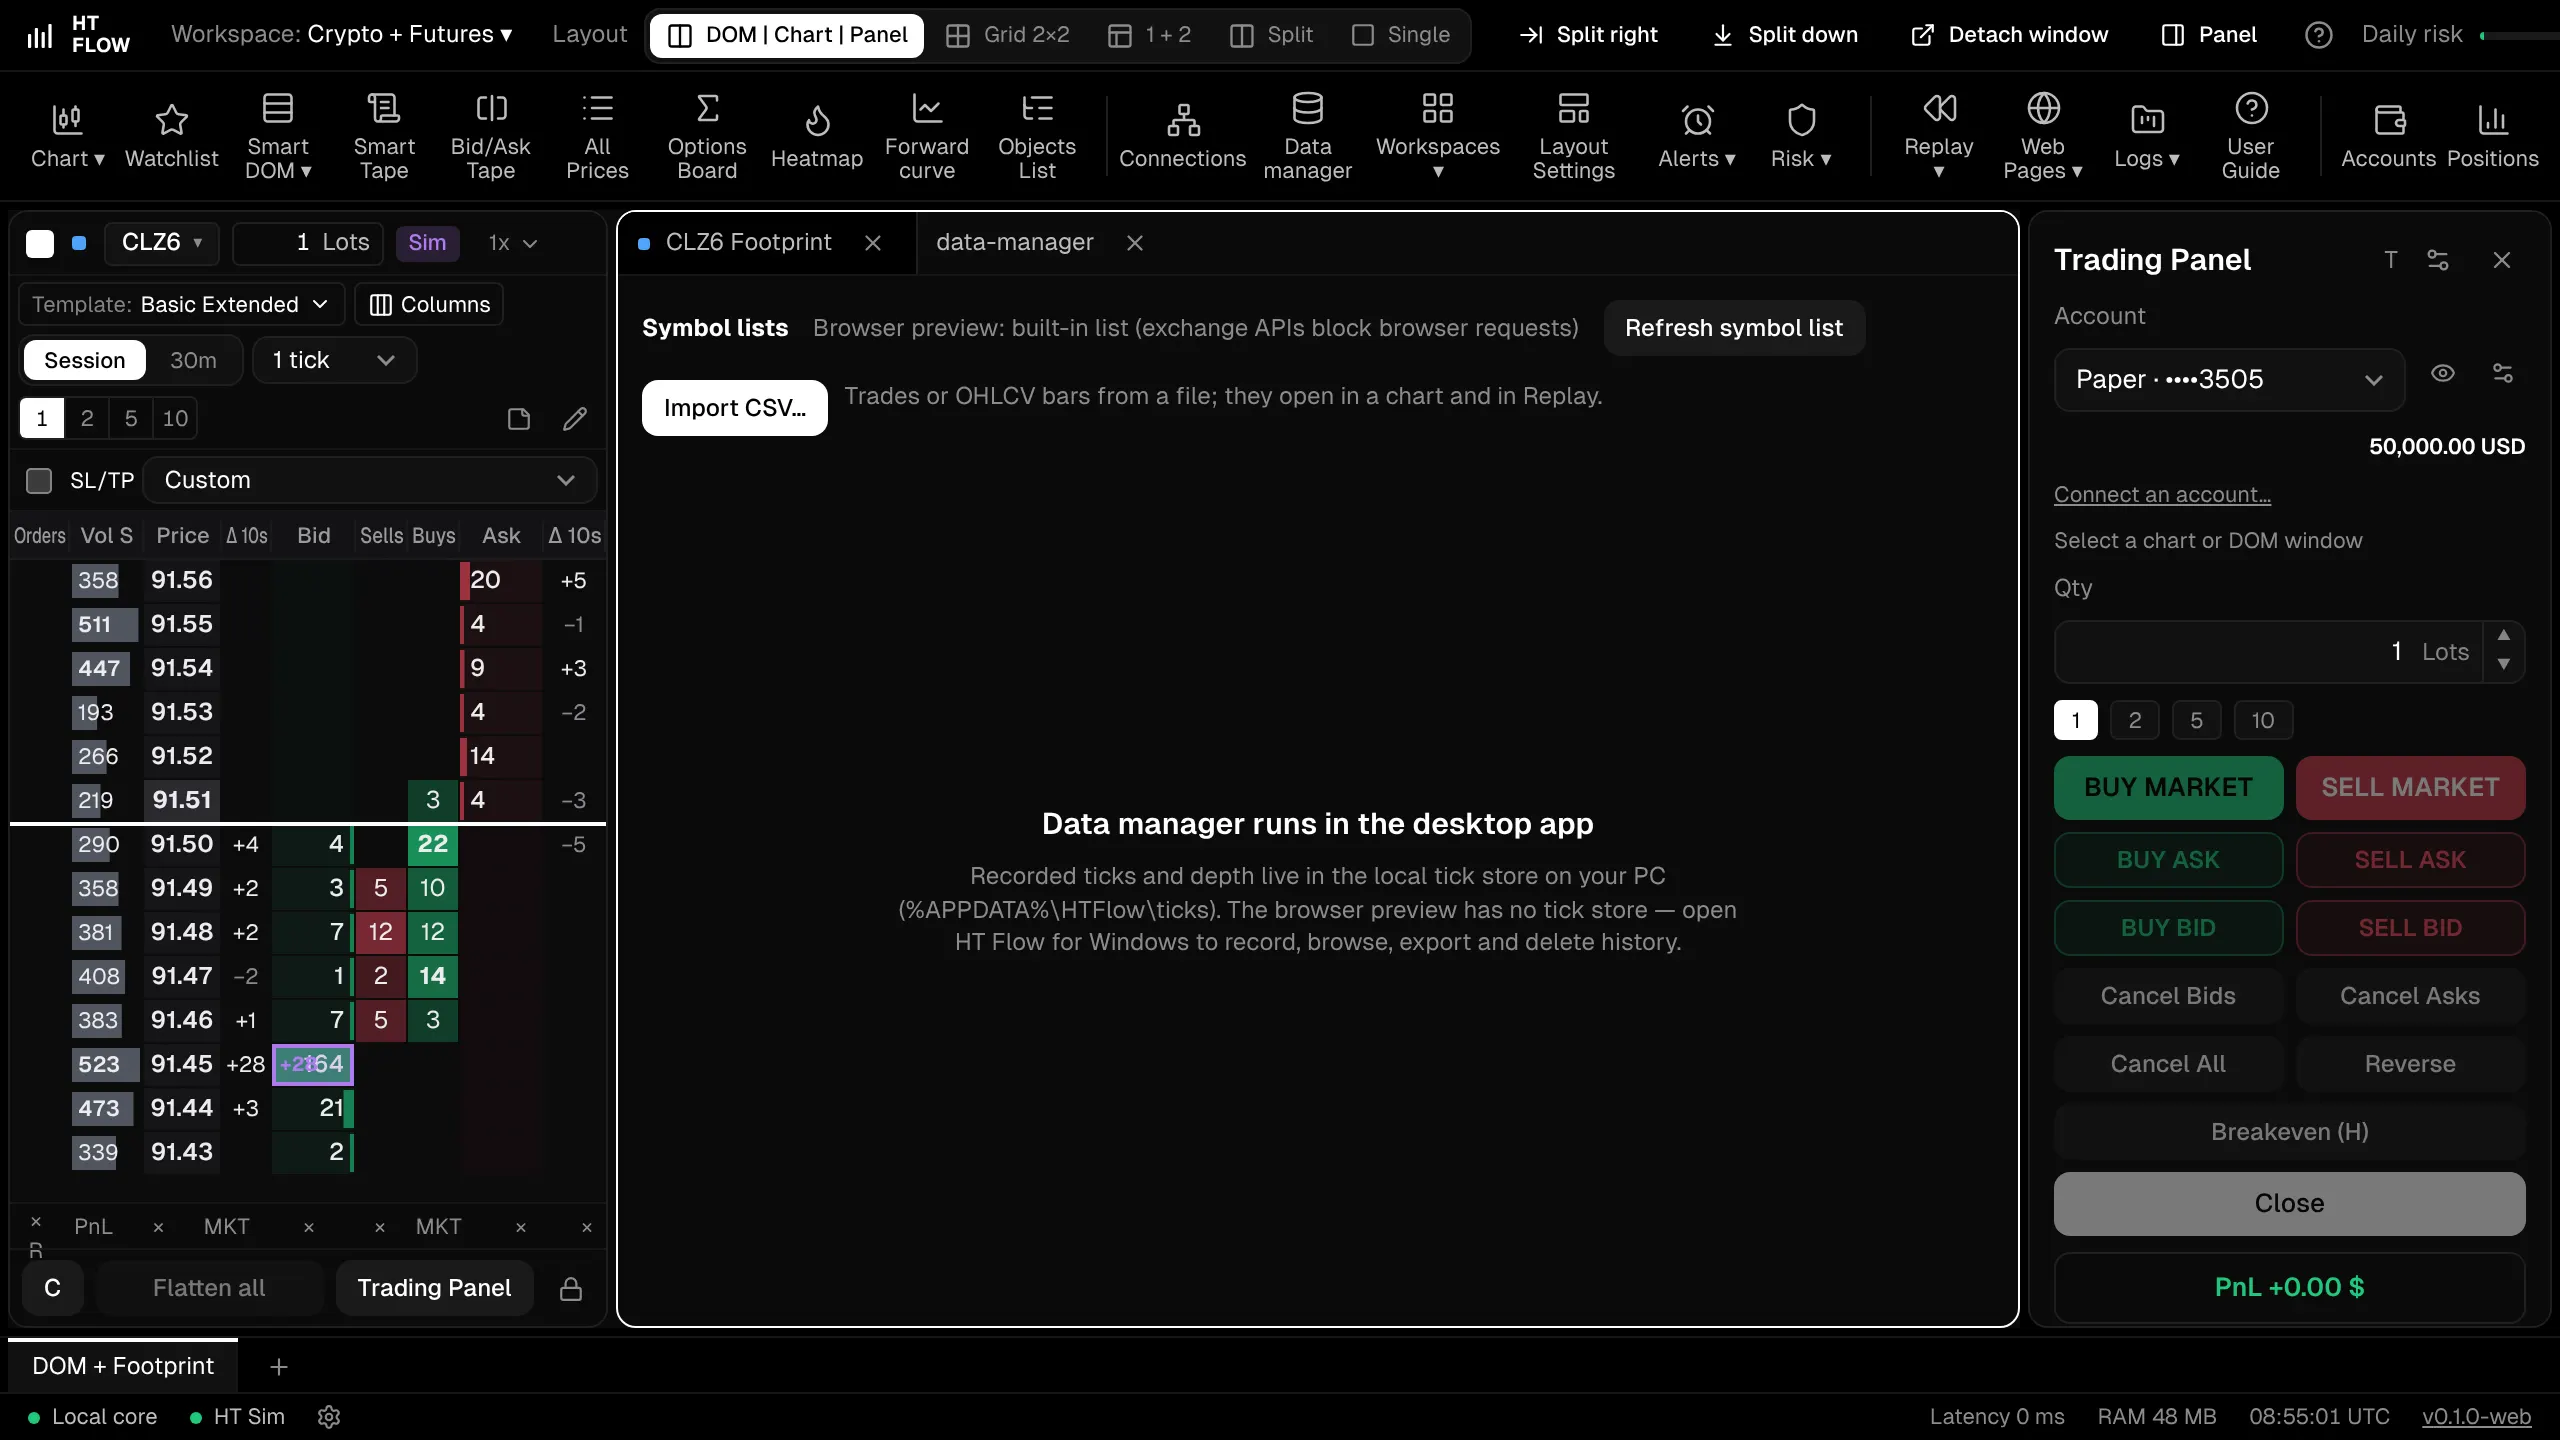 HT FLOW
Workspace: Crypto + Futures ▾
Layout
DOM | Chart | Panel
Grid 2×2
1 + 2
Split
Single
Split right
Split down
Detach window
Panel
Daily risk
Chart ▾
Watchlist
Smart DOM ▾
Smart Tape
Bid/Ask Tape
All Prices
Options Board
Heatmap
Forward curve
Objects List
Connections
Data manager
Workspaces ▾
Layout Settings
Alerts ▾
Risk ▾
Replay ▾
Web Pages ▾
Logs ▾
User Guide
Accounts
Positions
CLZ6 ▾
1 Lots
Sim
1x
Template: Basic Extended
Columns
Session
30m
1 tick
1 2 5 10
SL/TP
Custom
Orders Vol S Price Δ 10s Bid Sells Buys Ask Δ 10s
358 91.56 20 +5
511 91.55 4 −1
447 91.54 9 +3
193 91.53 4 −2
266 91.52 14
219 91.51 3 4 −3
290 91.50 +4 4 22 −5
358 91.49 +2 3 5 10
381 91.48 +2 7 12 12
408 91.47 −2 1 2 14
383 91.46 +1 7 5 3
523 91.45 +28
473 91.44 +3 21
339 91.43 2
× PnL × MKT × × MKT × ×
C
Flatten all
Trading Panel
CLZ6 Footprint ×
data-manager ×
Symbol lists
Browser preview: built-in list (exchange APIs block browser requests)
Refresh symbol list
Import CSV…
Trades or OHLCV bars from a file; they open in a chart and in Replay.
Data manager runs in the desktop app
Recorded ticks and depth live in the local tick store on your PC
(%APPDATA%\HTFlow\ticks). The browser preview has no tick store — open
HT Flow for Windows to record, browse, export and delete history.
Trading Panel
T
Account
Paper · ••••3505
50,000.00 USD
Connect an account…
Select a chart or DOM window
Qty
1 Lots
1 2 5 10
BUY MARKET
SELL MARKET
BUY ASK
SELL ASK
BUY BID
SELL BID
Cancel Bids
Cancel Asks
Cancel All
Reverse
Breakeven (H)
Close
PnL +0.00 $
DOM + Footprint
+
Local core
HT Sim
Latency 0 ms
RAM 48 MB
08:55:01 UTC
v0.1.0-web